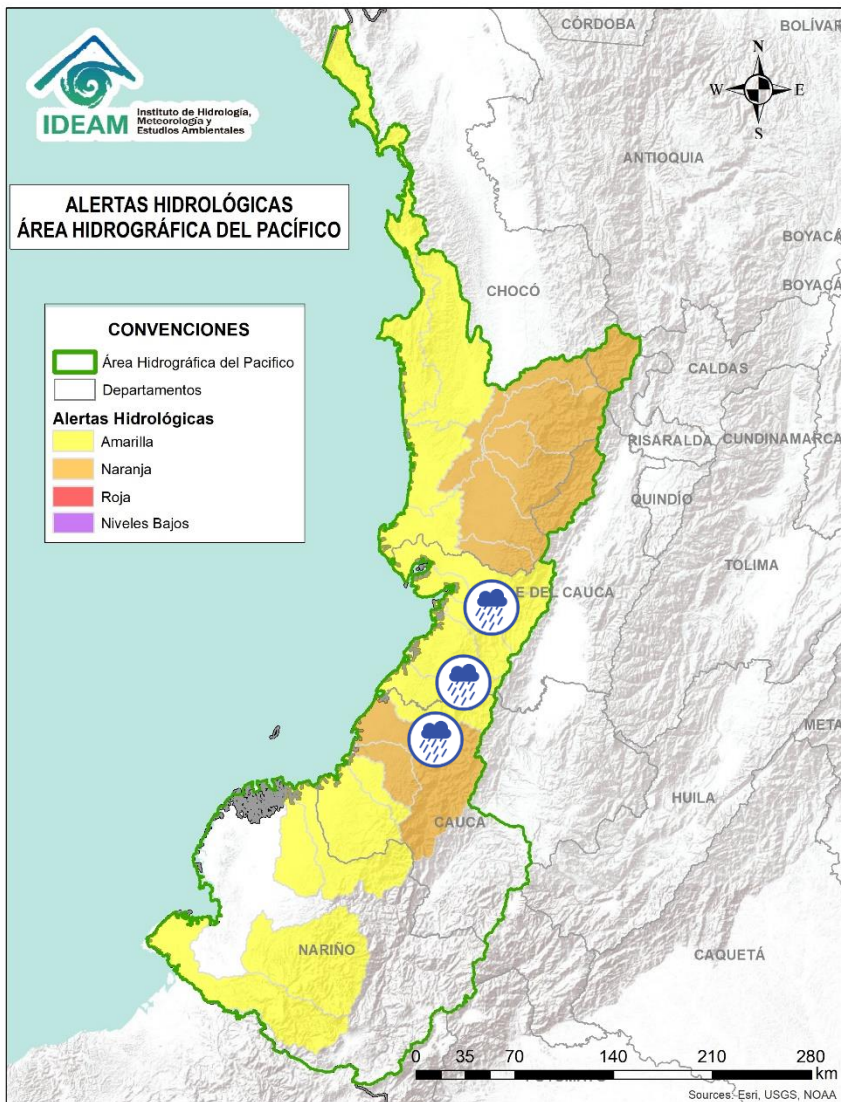 CÓRDOBA
BOLÍVAR
N
W E
S
IDEAM
Instituto de Hidrología,
Meteorología y
Estudios Ambientales
ANTIOQUIA
ALERTAS HIDROLÓGICAS
ÁREA HIDROGRÁFICA DEL PACÍFICO
BOYACÁ
BOYACÁ
CHOCÓ
CONVENCIONES
Área Hidrográfica del Pacifico
Departamentos
Alertas Hidrológicas
Amarilla
Naranja
Roja
Niveles Bajos
CALDAS
RISARALDA
CUNDINAMARCA
QUINDÍO
TOLIMA
E DEL CAUCA
META
HUILA
CAUCA
NARIÑO
CAQUETÁ
0 35 70 140 210 280
km
Sources: Esri, USGS, NOAA